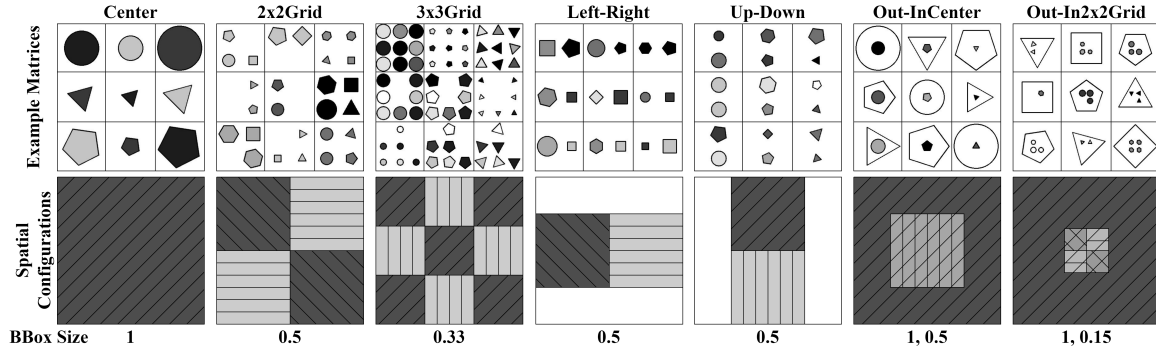 Center 2x2Grid 3x3Grid Left-Right Up-Down Out-InCenter Out-In2x2Grid
Example Matrices
Spatial
Configurations
BBox Size 1 0.5 0.33 0.5 0.5 1, 0.5 1, 0.15